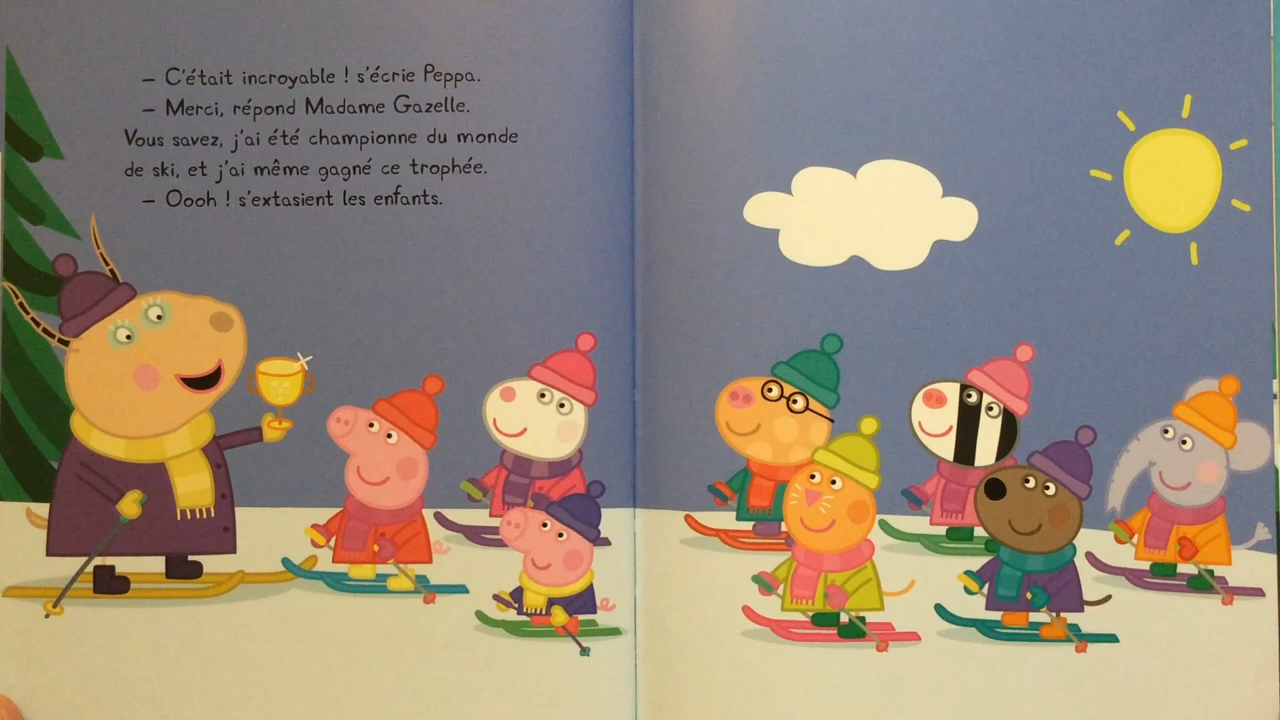 – C'était incroyable ! s'écrie Peppa.
– Merci, répond Madame Gazelle.
Vous savez, j'ai été championne du monde
de ski, et j'ai même gagné ce trophée.
– Oooh ! s'extasient les enfants.